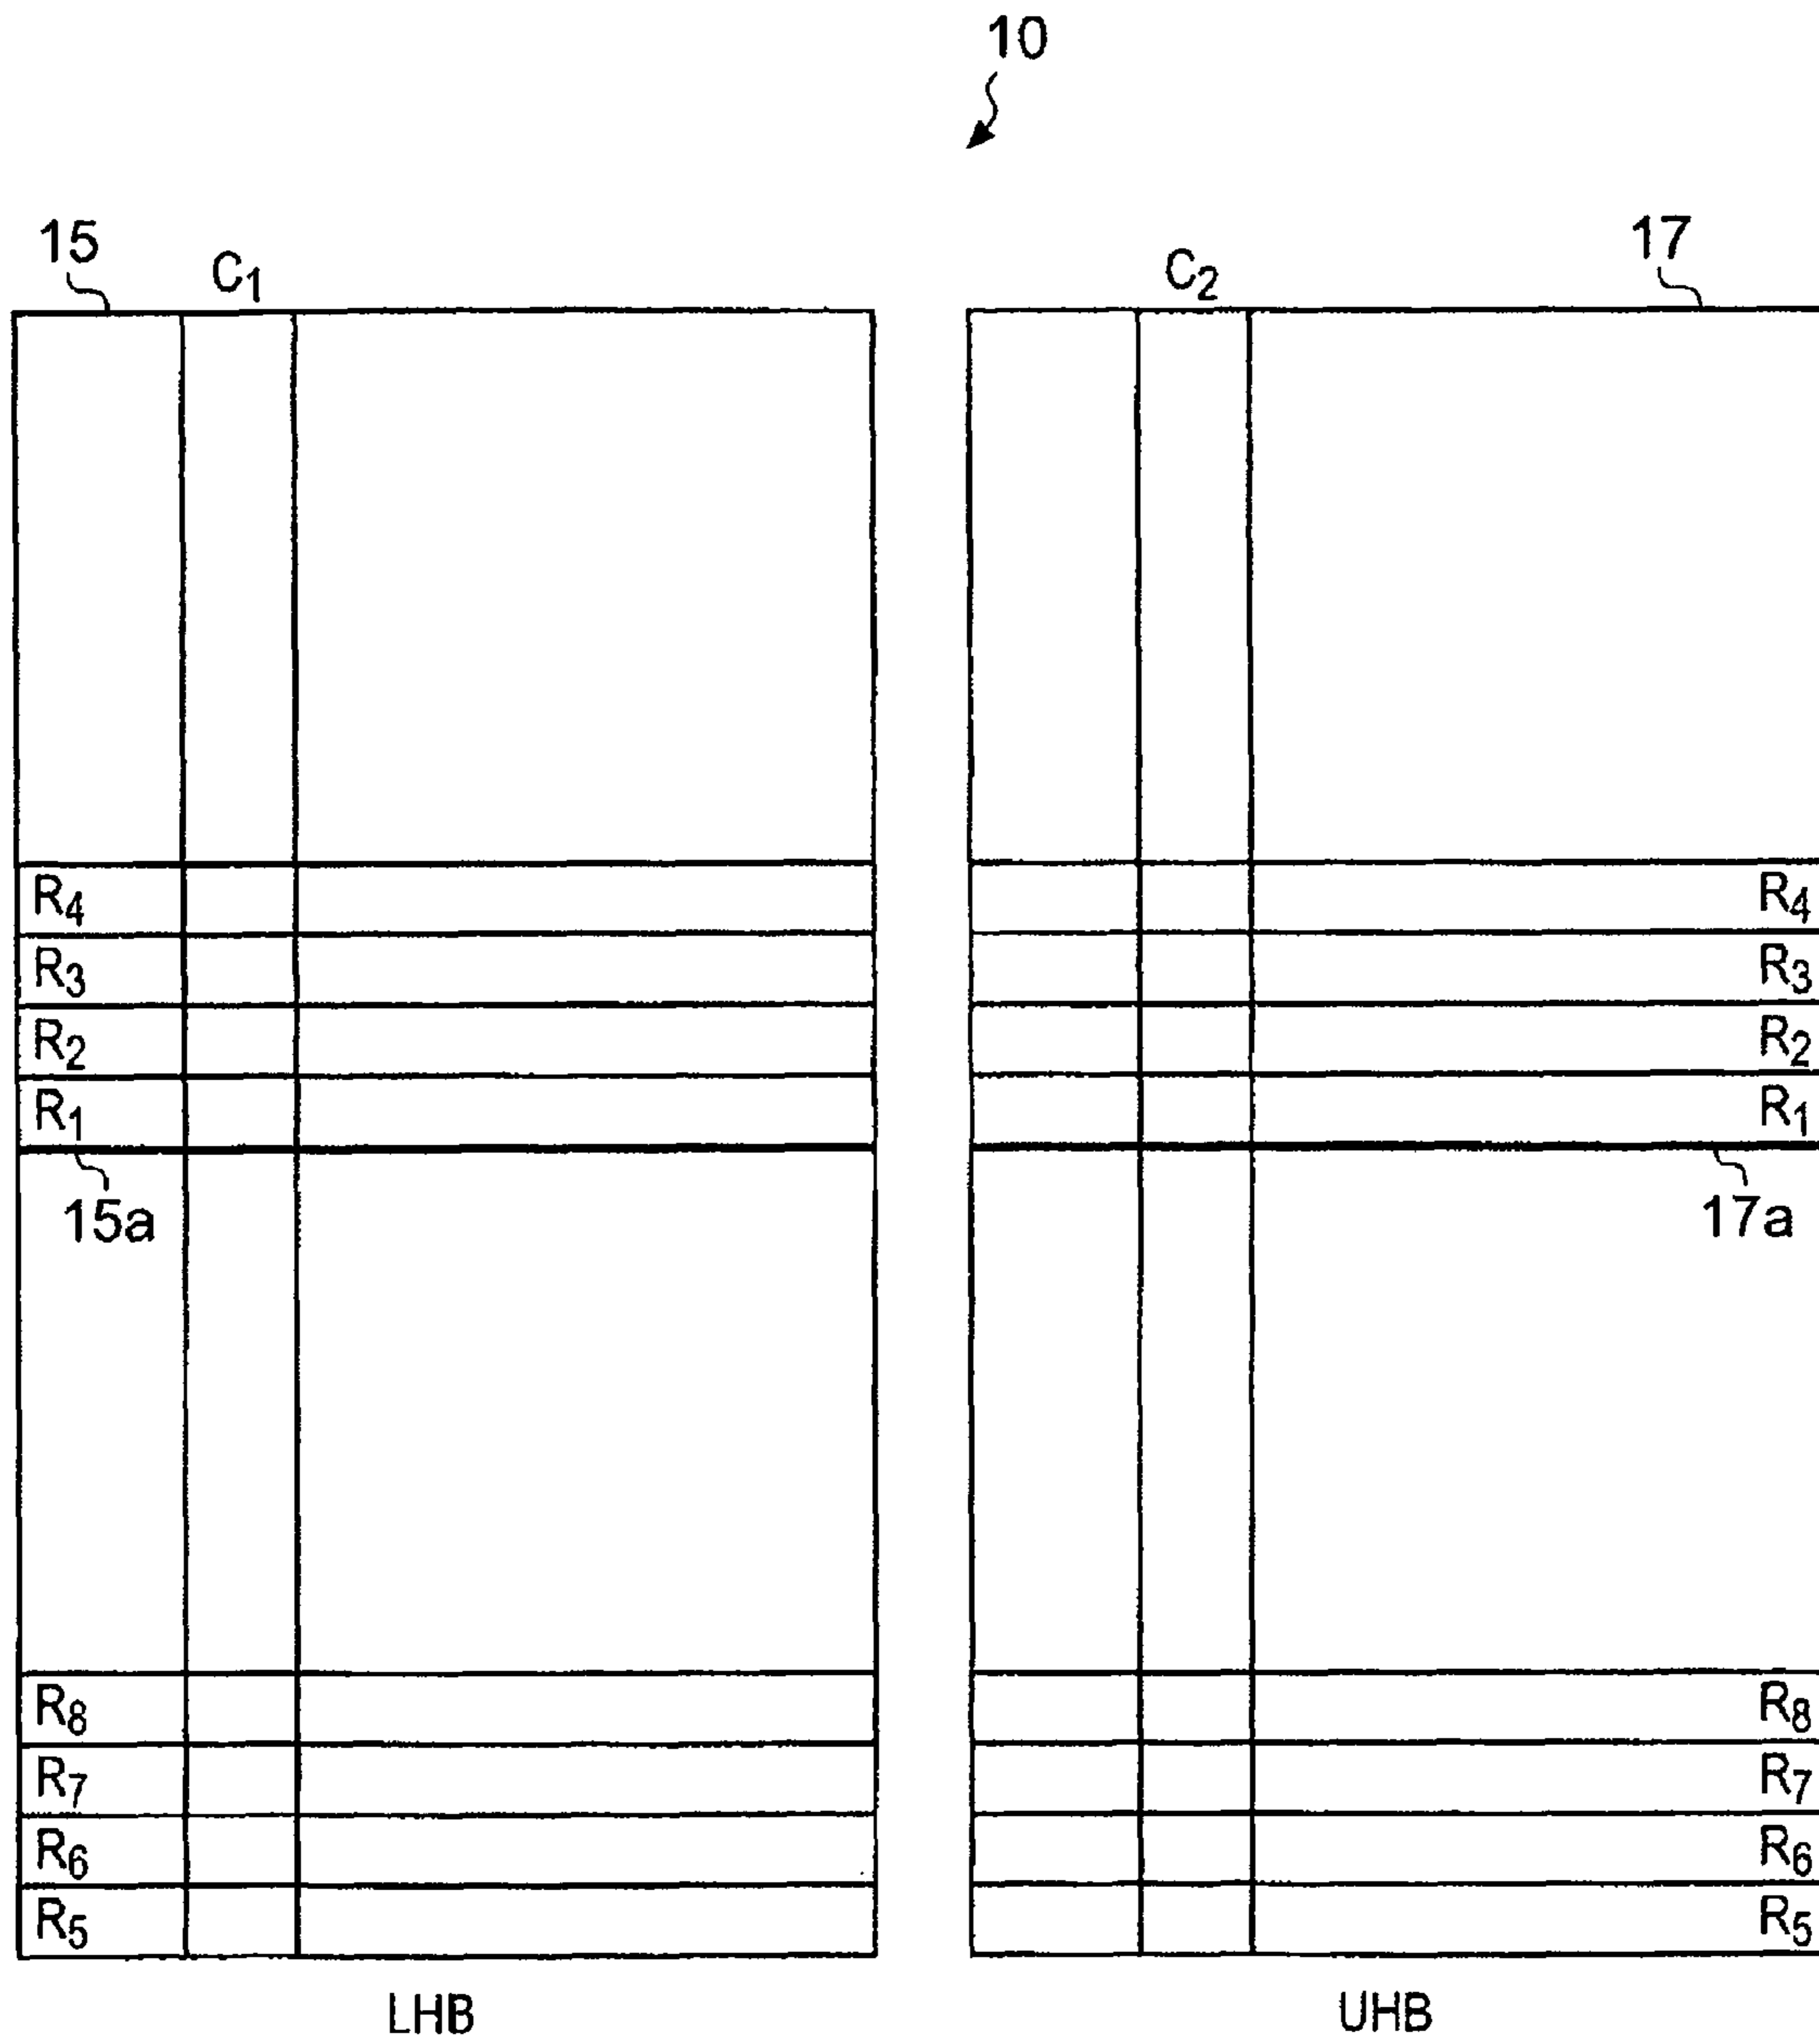 10
15 C1 C2 17
R4 R4
R3 R3
R2 R2
R1 R1
15a 17a
R8 R8
R7 R7
R6 R6
R5 R5
LHB UHB